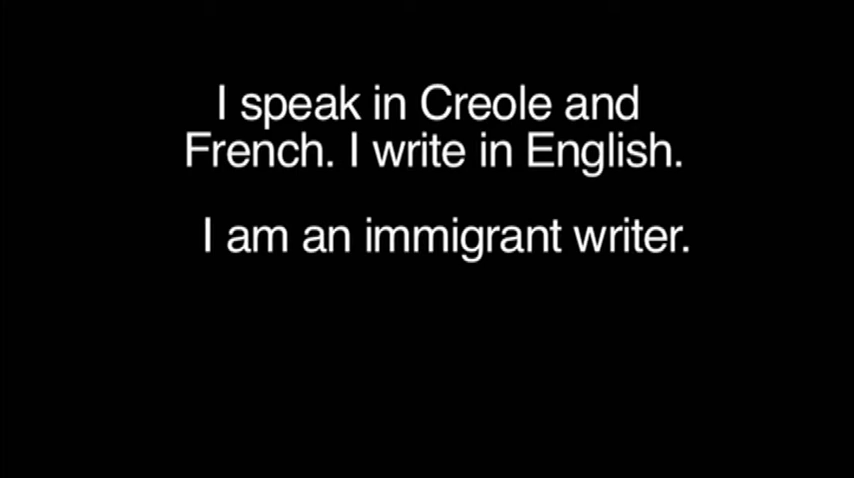 I speak in Creole and
French. I write in English.
I am an immigrant writer.